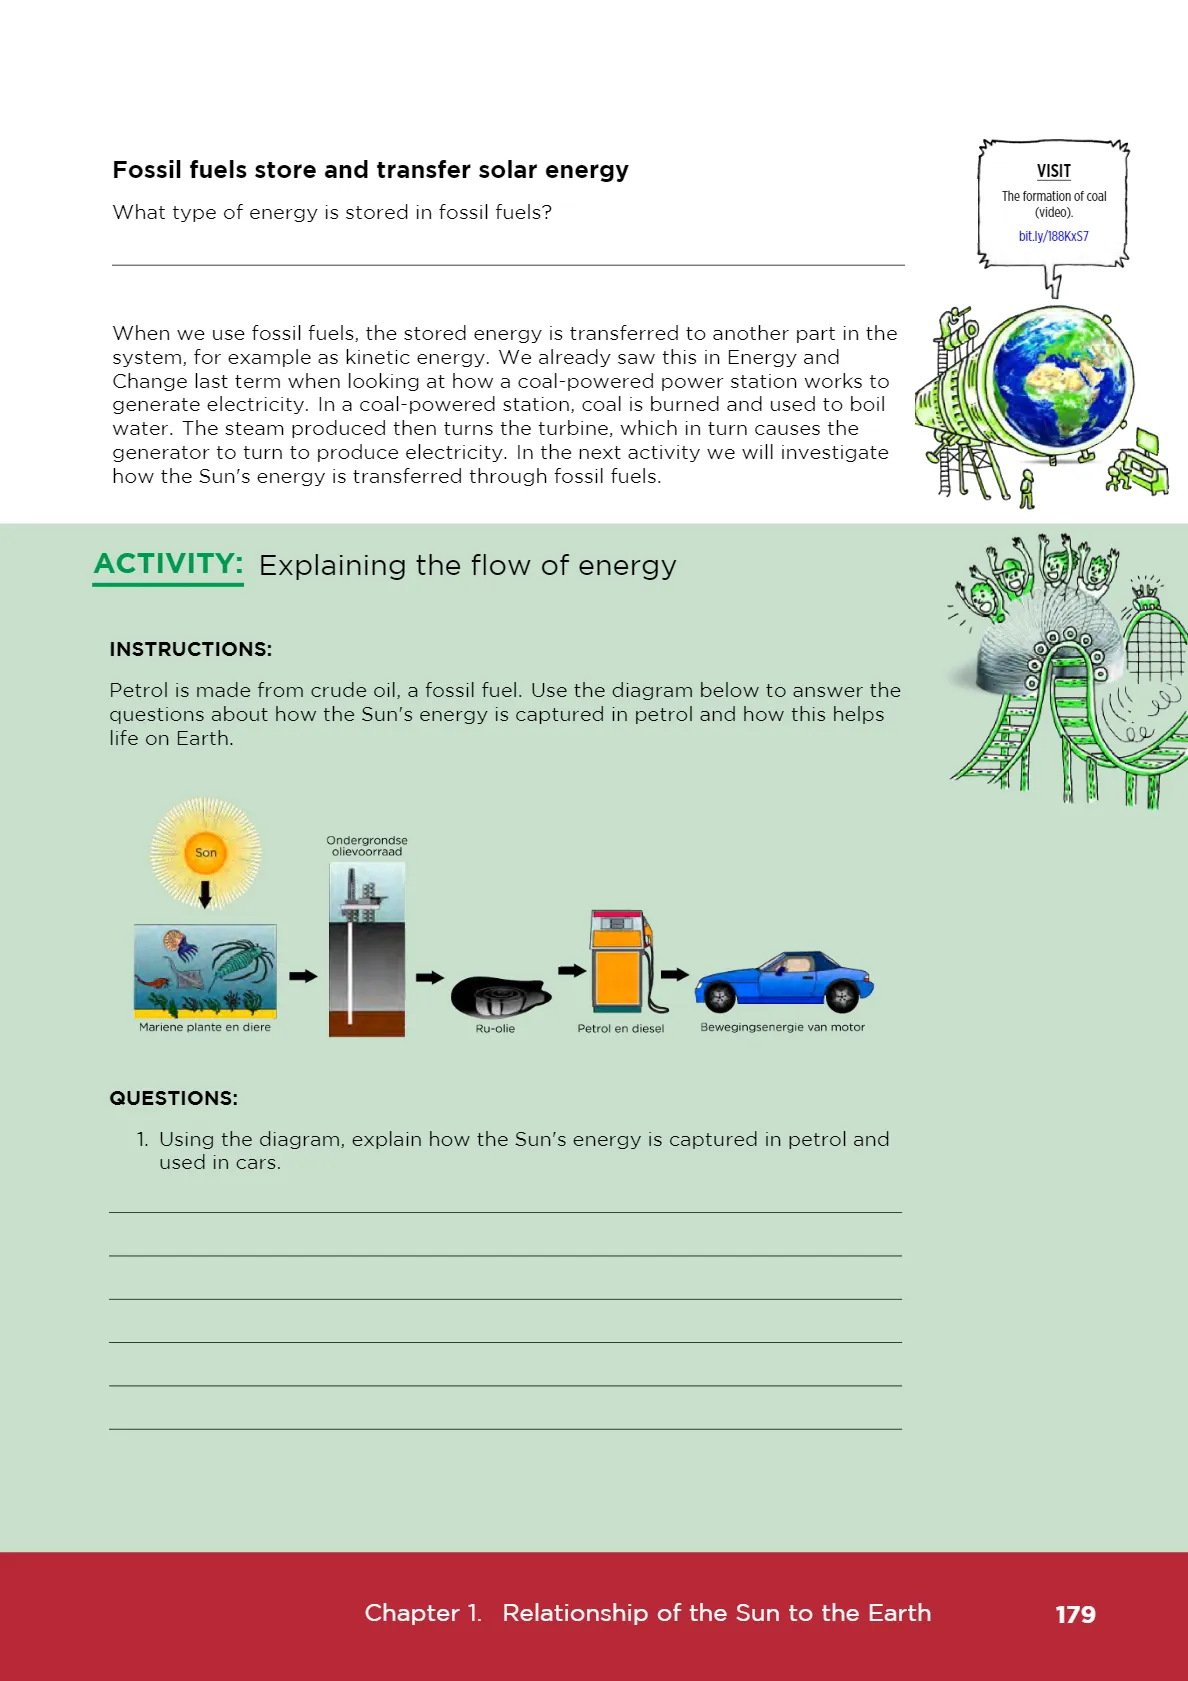 Fossil fuels store and transfer solar energy
What type of energy is stored in fossil fuels?
VISIT
The formation of coal
(video).
bit.ly/188KxS7
When we use fossil fuels, the stored energy is transferred to another part in the
system, for example as kinetic energy. We already saw this in Energy and
Change last term when looking at how a coal-powered power station works to
generate electricity. In a coal-powered station, coal is burned and used to boil
water. The steam produced then turns the turbine, which in turn causes the
generator to turn to produce electricity. In the next activity we will investigate
how the Sun's energy is transferred through fossil fuels.
ACTIVITY: Explaining the flow of energy
INSTRUCTIONS:
Petrol is made from crude oil, a fossil fuel. Use the diagram below to answer the
questions about how the Sun's energy is captured in petrol and how this helps
life on Earth.
Son
Ondergrondse
olievoorraad
Mariene plante en diere
Ru-olie
Petrol en diesel
Bewegingsenergie van motor
QUESTIONS:
1. Using the diagram, explain how the Sun's energy is captured in petrol and
used in cars.
Chapter 1. Relationship of the Sun to the Earth 179